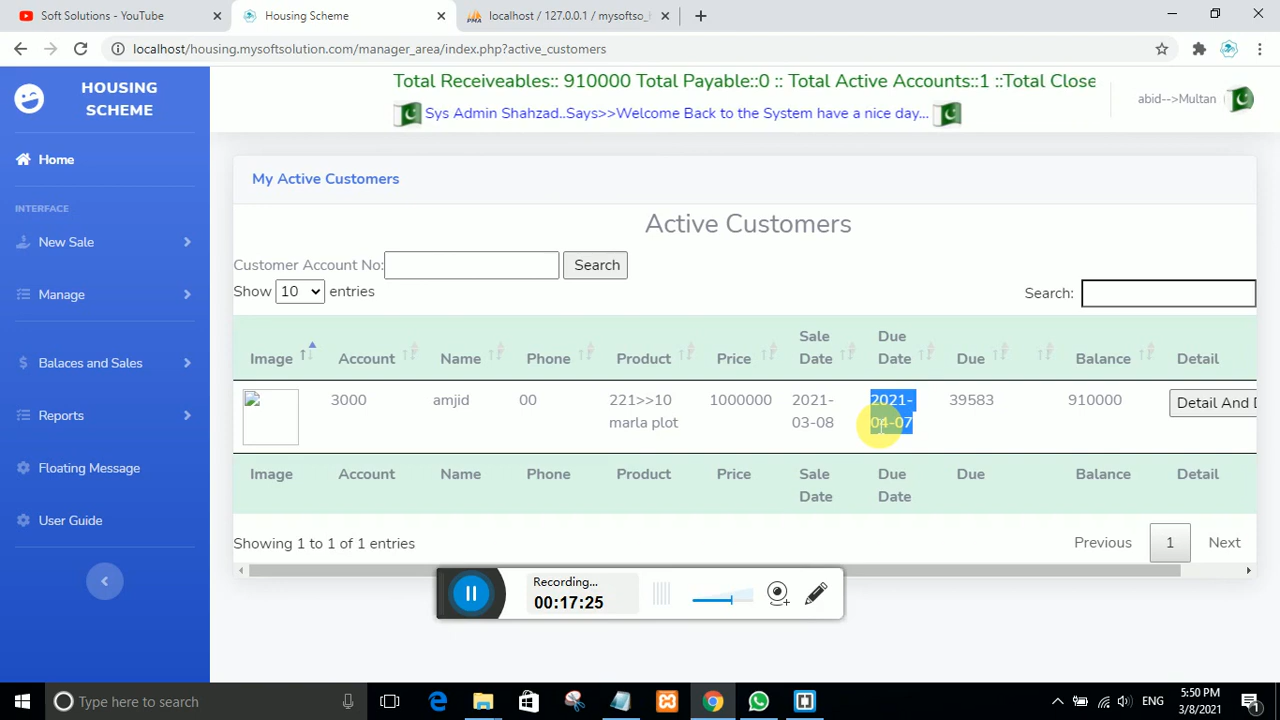 Soft Solutions - YouTube
Housing Scheme
localhost / 127.0.0.1 / mysoftso_
localhost/housing.mysoftsolution.com/manager_area/index.php?active_customers
HOUSING
SCHEME
Total Receiveables:: 910000 Total Payable::0 :: Total Active Accounts::1 ::Total Close
Sys Admin Shahzad..Says>>Welcome Back to the System have a nice day...
abid-->Multan
Home
INTERFACE
New Sale
Manage
Balaces and Sales
Reports
Floating Message
User Guide
My Active Customers
Active Customers
Customer Account No: Search
Show 10 entries
Search:
Image Account Name Phone Product Price Sale Date Due Date Due Balance Detail
3000 amjid 00 221>>10 marla plot 1000000 2021-03-08 2021-04-07 39583 910000 Detail And D
Image Account Name Phone Product Price Sale Date Due Date Due Balance Detail
Showing 1 to 1 of 1 entries
Previous 1 Next
Recording...
00:17:25
Type here to search
ENG
5:50 PM
3/8/2021